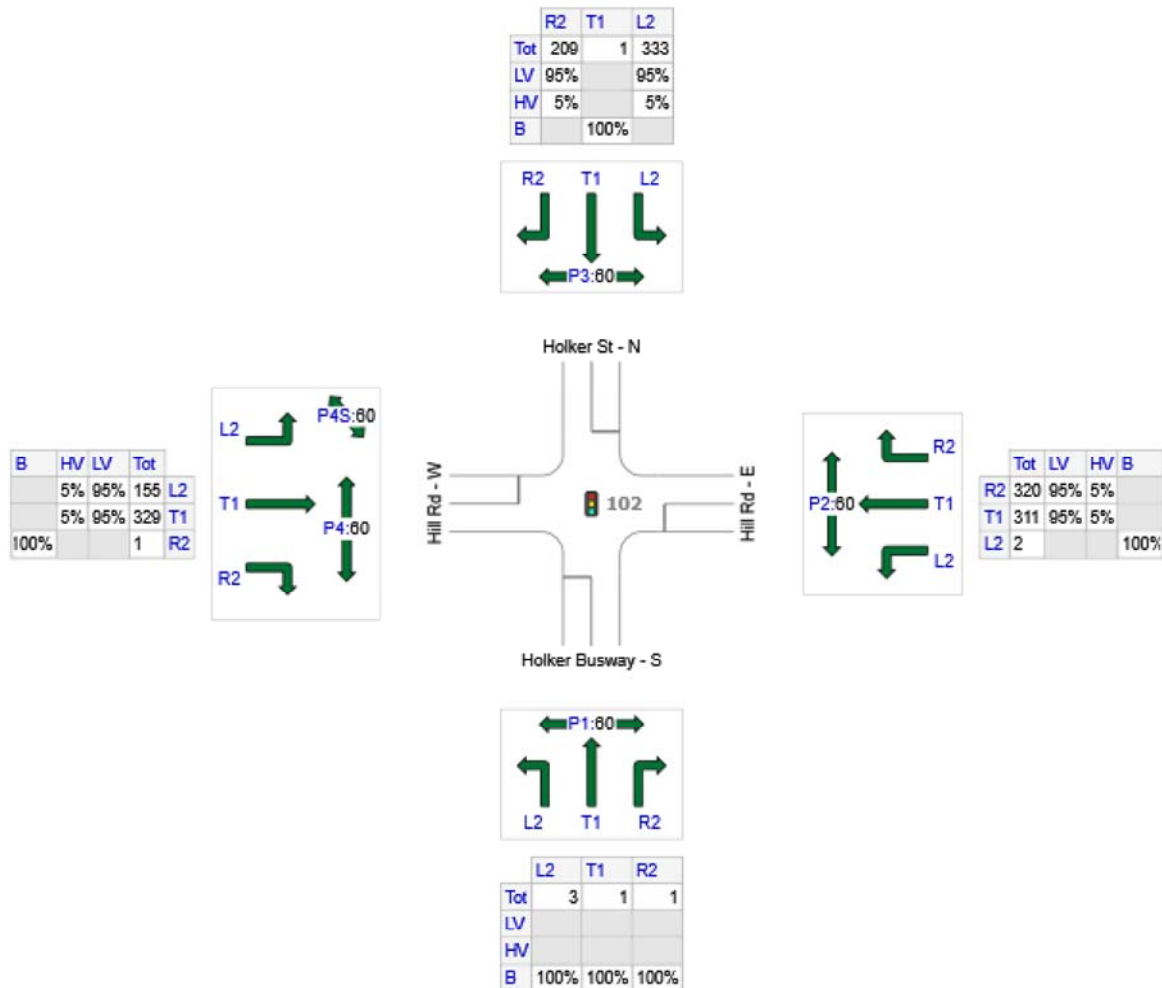 R2 T1 L2
Tot 209 1 333
LV 95% 95%
HV 5% 5%
B 100%
R2 T1 L2
P3:60
Holker St - N
L2 P4S:60
T1
P4:60
R2
B HV LV Tot
5% 95% 155 L2
5% 95% 329 T1
100% 1 R2
Hill Rd - W
102
Hill Rd - E
R2
P2:60 T1
L2
Tot LV HV B
R2 320 95% 5%
T1 311 95% 5%
L2 2 100%
Holker Busway - S
P1:60
L2 T1 R2
L2 T1 R2
Tot 3 1 1
LV
HV
B 100% 100% 100%